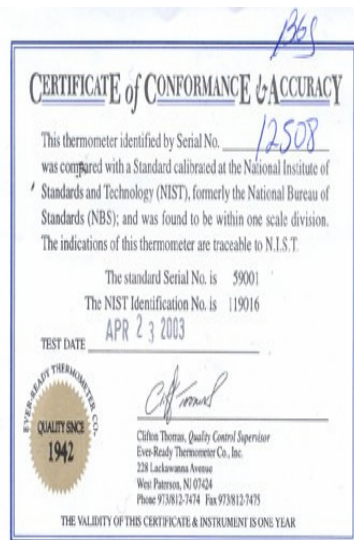 CERTIFICATE of CONFORMANCE & ACCURACY
This thermometer identified by Serial No. 12508
was compared with a Standard calibrated at the National Institute of
Standards and Technology (NIST), formerly the National Bureau of
Standards (NBS); and was found to be within one scale division.
The indications of this thermometer are traceable to N.I.S.T.
The standard Serial No. is 59001
The NIST Identification No. is 119016
TEST DATE APR 23 2003
EVER-READY THERMOMETER CO.
QUALITY SINCE
1942
Clifton Thomas, Quality Control Supervisor
Ever-Ready Thermometer Co., Inc.
228 Lackawanna Avenue
West Paterson, NJ 07424
Phone 973/812-7474 Fax 973/812-7475
THE VALIDITY OF THIS CERTIFICATE & INSTRUMENT IS ONE YEAR